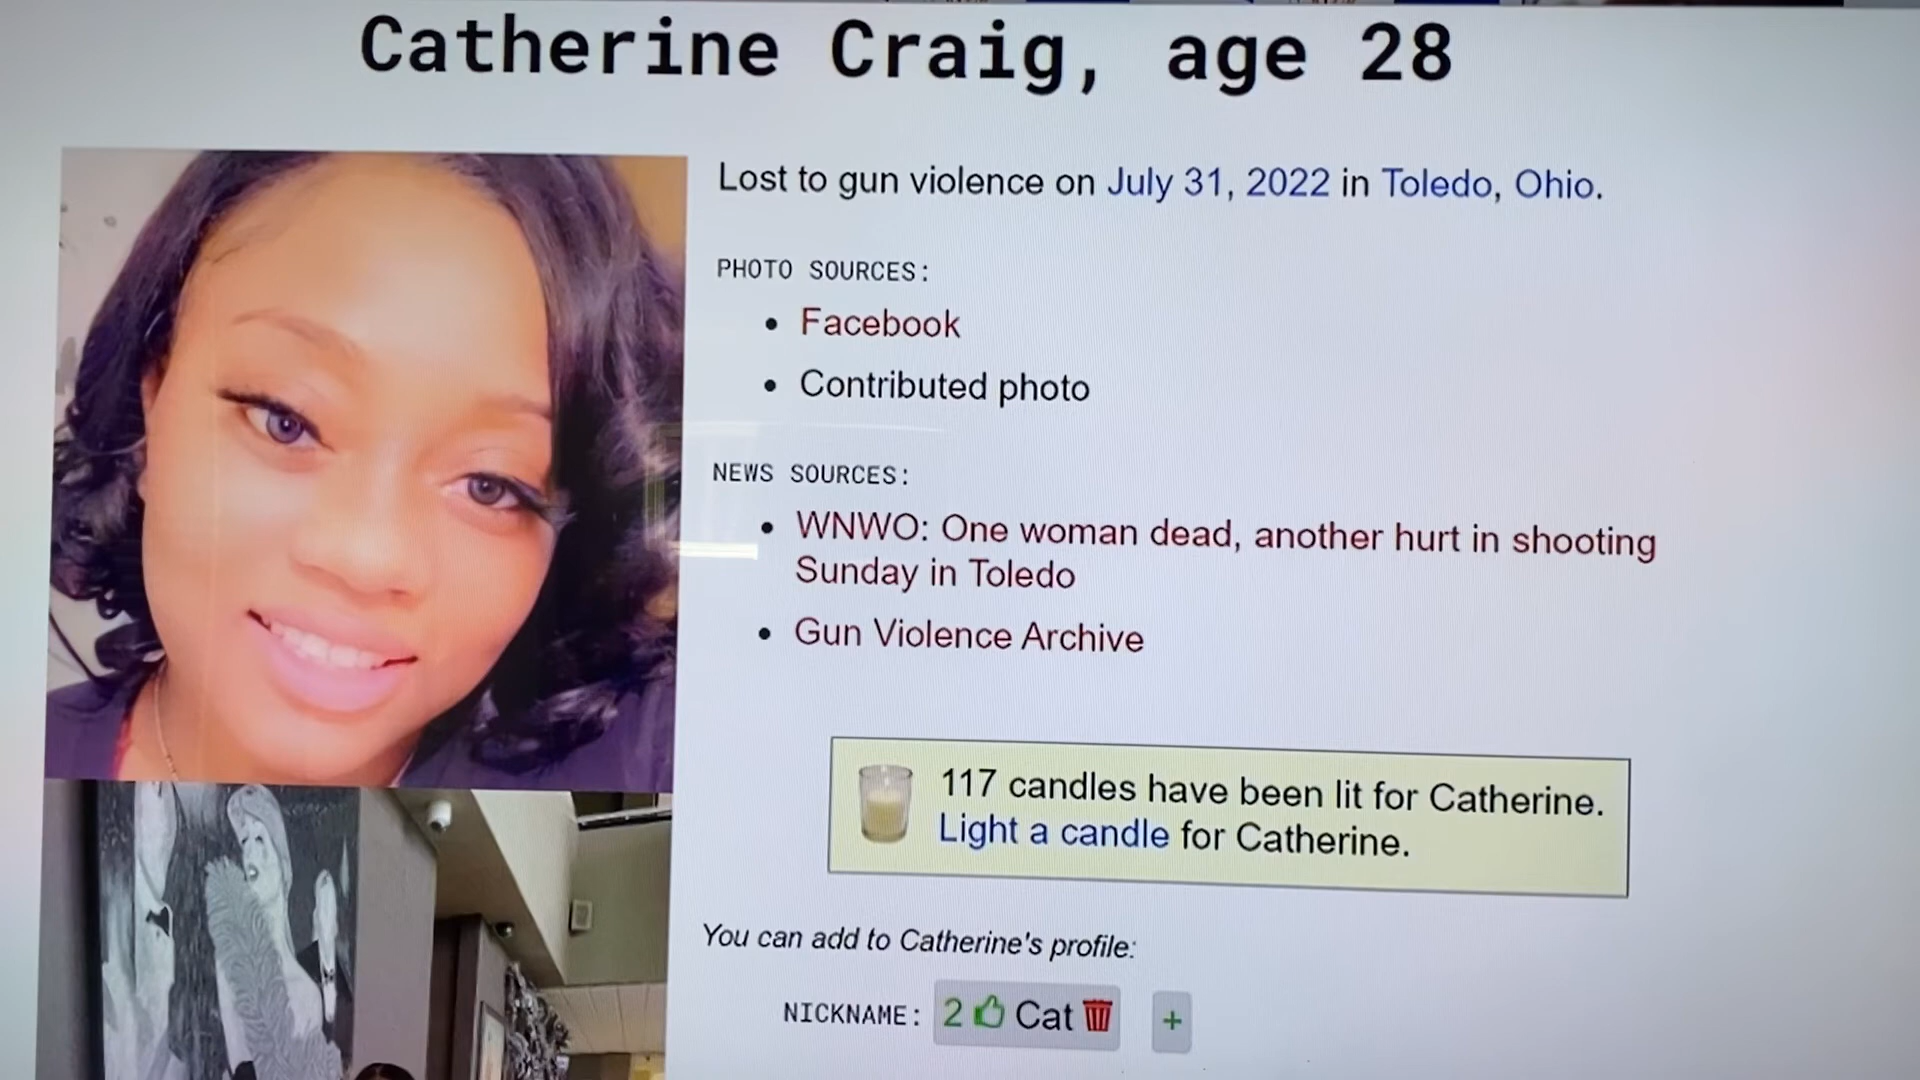 Catherine Craig, age 28
Lost to gun violence on July 31, 2022 in Toledo, Ohio.
PHOTO SOURCES:
• Facebook
• Contributed photo
NEWS SOURCES:
• WNWO: One woman dead, another hurt in shooting
Sunday in Toledo
• Gun Violence Archive
117 candles have been lit for Catherine.
Light a candle for Catherine.
You can add to Catherine's profile:
NICKNAME: 2 Cat +